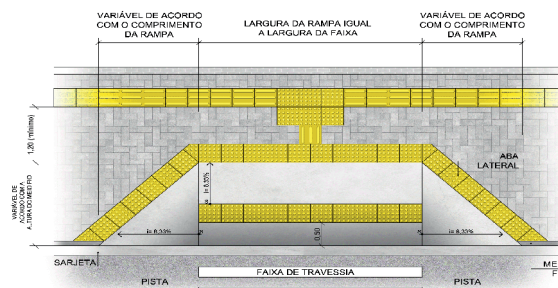 VARIÁVEL DE ACORDO
COM O COMPRIMENTO
DA RAMPA
LARGURA DA RAMPA IGUAL
A LARGURA DA FAIXA
VARIÁVEL DE ACORDO
COM O COMPRIMENTO
DA RAMPA
1,20 (mínimo)
VARIÁVEL DE
ACORDO COM A
ALTURA DO MEIO FIO
ABA
LATERAL
i= 8,33%
i= 8,33%
i= 8,33%
0,50
SARJETA
FAIXA DE TRAVESSIA
ME
F
PISTA
PISTA